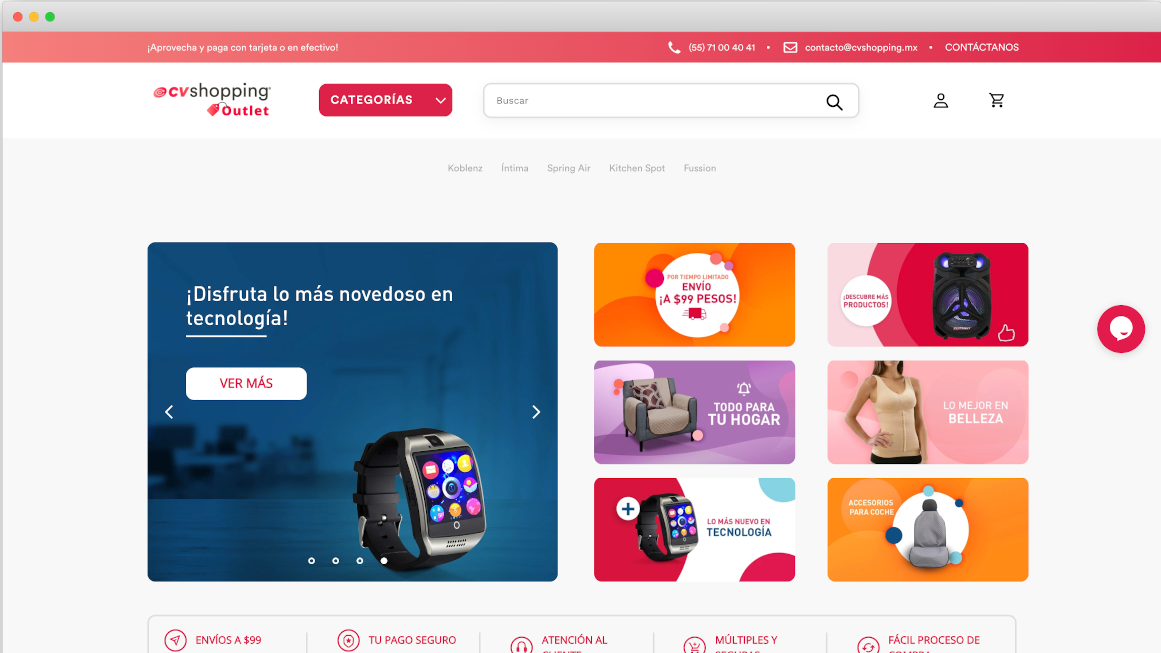 ¡Aprovecha y paga con tarjeta o en efectivo!
(55) 71 00 40 41 • contacto@cvshopping.mx • CONTÁCTANOS
cvshopping
Outlet
CATEGORÍAS
Buscar
Koblenz Íntima Spring Air Kitchen Spot Fussion
¡Disfruta lo más novedoso en
tecnología!
VER MÁS
POR TIEMPO LIMITADO
ENVÍO
¡A $99 PESOS!
¡DESCUBRE MÁS
PRODUCTOS!
TODO PARA
TU HOGAR
LO MEJOR EN
BELLEZA
LO MÁS NUEVO EN
TECNOLOGÍA
ACCESORIOS
PARA COCHE
ENVÍOS A $99
TU PAGO SEGURO
ATENCIÓN AL
CLIENTE
MÚLTIPLES Y
SEGURAS
FÁCIL PROCESO DE
COMPRA